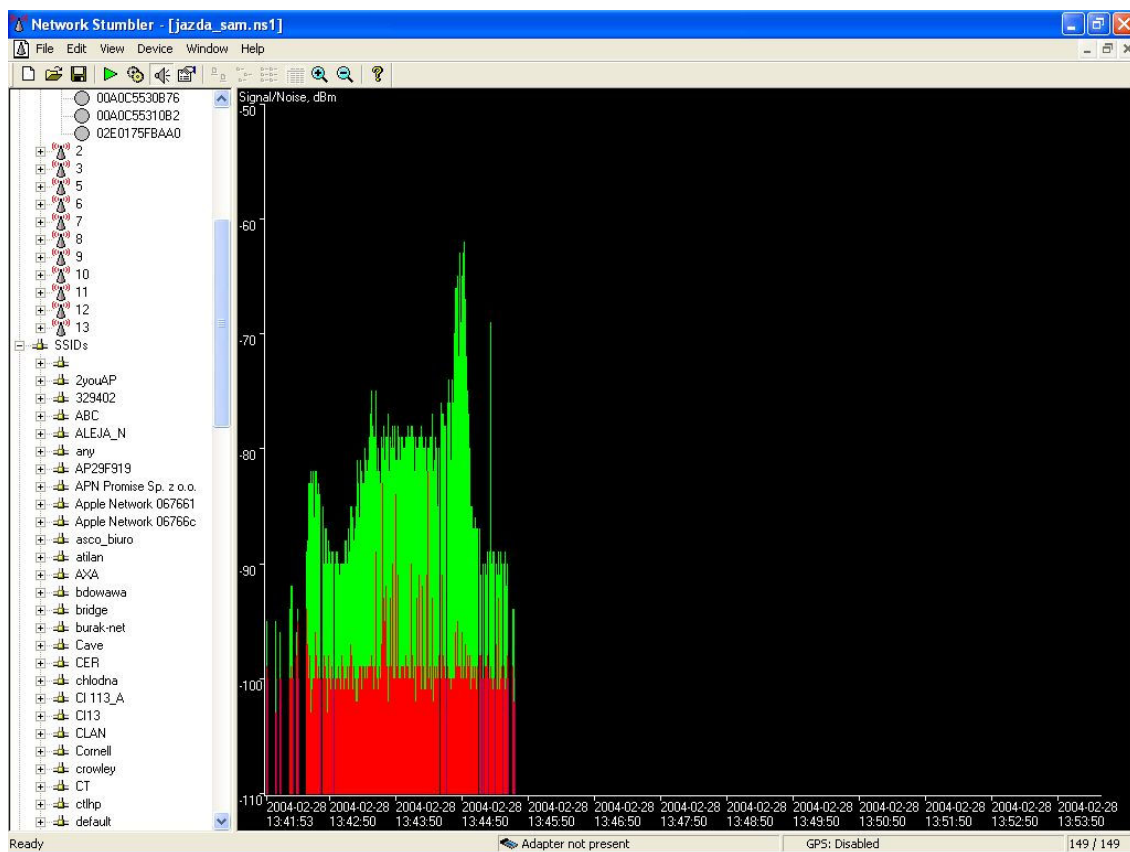 Network Stumbler - [jazda_sam.ns1]
File Edit View Device Window Help
00A0C5530B76
00A0C55310B2
02E0175FBAA0
2
3
5
6
7
8
9
10
11
12
13
SSIDs
2youAP
329402
ABC
ALEJA_N
any
AP29F919
APN Promise Sp. z o.o.
Apple Network 067661
Apple Network 06766c
asco_biuro
atilan
AXA
bdowawa
bridge
burak-net
Cave
CER
chlodna
CI 113_A
CI13
CLAN
Cornell
crowley
CT
ctlhp
default
Signal/Noise, dBm
-50
-60
-70
-80
-90
-100
-110
2004-02-28 2004-02-28 2004-02-28 2004-02-28 2004-02-28 2004-02-28 2004-02-28 2004-02-28 2004-02-28 2004-02-28 2004-02-28 2004-02-28 2004-02-28
13:41:53 13:42:50 13:43:50 13:44:50 13:45:50 13:46:50 13:47:50 13:48:50 13:49:50 13:50:50 13:51:50 13:52:50 13:53:50
Ready Adapter not present GPS: Disabled 149 / 149